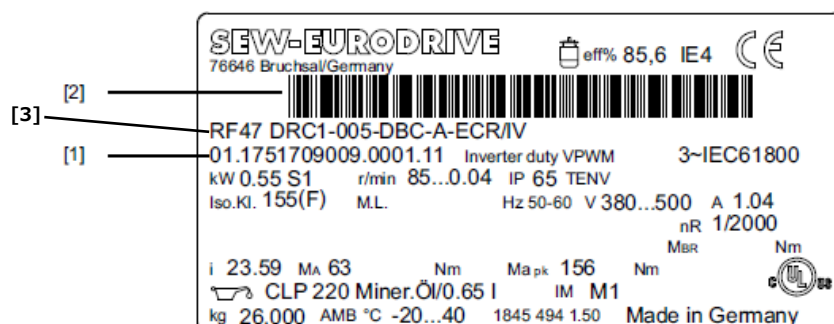 SEW-EURODRIVE eff% 85,6 IE4 CE
76646 Bruchsal/Germany
[2]
[3]
RF47 DRC1-005-DBC-A-ECR/IV
[1] 01.1751709009.0001.11 Inverter duty VPWM 3~IEC61800
kW 0.55 S1 r/min 85...0.04 IP 65 TENV
Iso.Kl. 155(F) M.L. Hz 50-60 V 380...500 A 1.04
nR 1/2000
MBR Nm
i 23.59 MA 63 Nm Ma pk 156 Nm
c UL us
CLP 220 Miner.Öl/0.65 l IM M1
kg 26.000 AMB °C -20...40 1845 494 1.50 Made in Germany